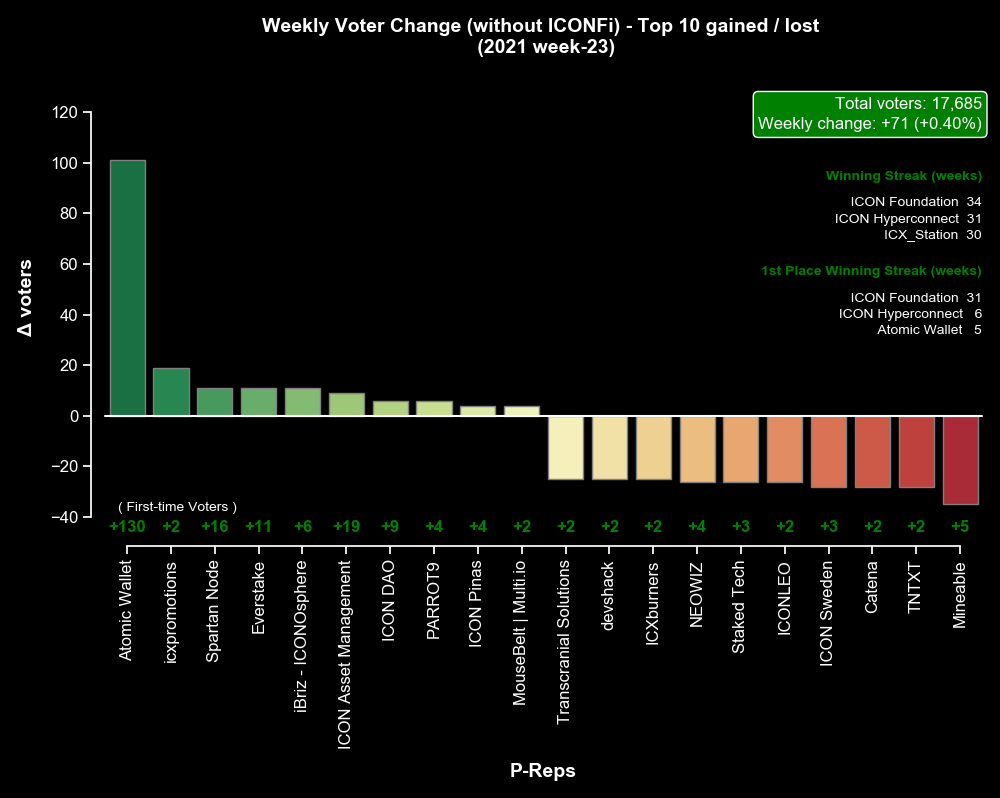 Weekly Voter Change (without ICONFi) - Top 10 gained / lost
(2021 week-23)
Total voters: 17,685
Weekly change: +71 (+0.40%)
Winning Streak (weeks)
ICON Foundation 34
ICON Hyperconnect 31
ICX_Station 30
1st Place Winning Streak (weeks)
ICON Foundation 31
ICON Hyperconnect 6
Atomic Wallet 5
Δ voters
120
100
80
60
40
20
0
−20
−40
( First-time Voters )
+130 +2 +16 +11 +6 +19 +9 +4 +4 +2 +2 +2 +2 +4 +3 +2 +3 +2 +2 +5
Atomic Wallet
icxpromotions
Spartan Node
Everstake
iBriz - ICONOsphere
ICON Asset Management
ICON DAO
PARROT9
ICON Pinas
MouseBelt | Multi.io
Transcranial Solutions
devshack
ICXburners
NEOWIZ
Staked Tech
ICONLEO
ICON Sweden
Catena
TNTXT
Mineable
P-Reps